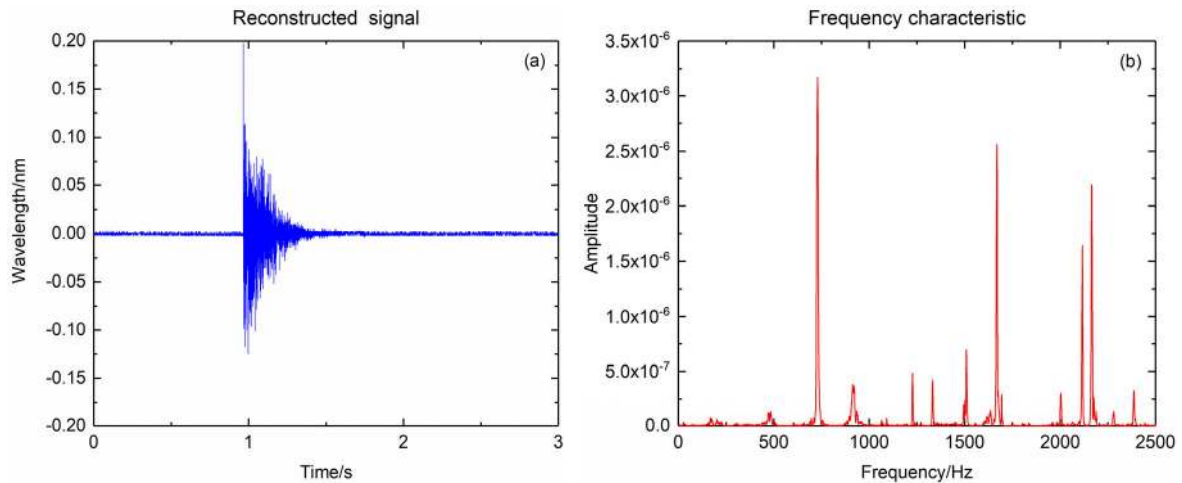 Reconstructed signal
(a)
0.20
0.15
0.10
0.05
0.00
-0.05
-0.10
-0.15
-0.20
Wavelength/nm
0 1 2 3
Time/s
Frequency characteristic
(b)
3.5x10-6
3.0x10-6
2.5x10-6
2.0x10-6
1.5x10-6
1.0x10-6
5.0x10-7
0.0
Amplitude
0 500 1000 1500 2000 2500
Frequency/Hz